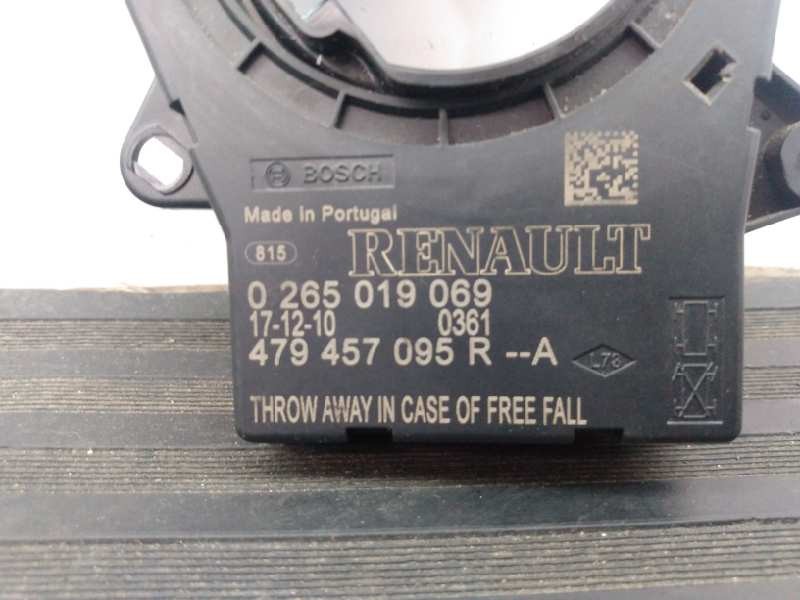 BOSCH
Made in Portugal
815
RENAULT
0 265 019 069
17-12-10 0361
479 457 095 R --A
L73
THROW AWAY IN CASE OF FREE FALL